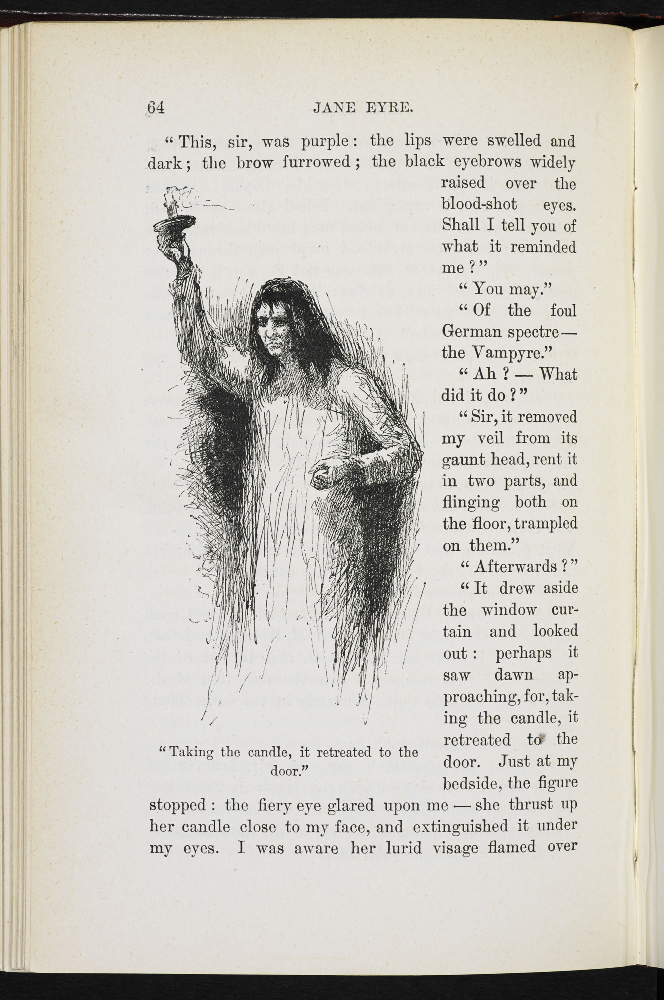 64 JANE EYRE.
“ This, sir, was purple : the lips were swelled and
dark ; the brow furrowed ; the black eyebrows widely
raised over the
blood-shot eyes.
Shall I tell you of
what it reminded
me ? ”
“ You may.”
“ Of the foul
German spectre—
the Vampyre.”
“ Ah ? — What
did it do ? ”
“ Sir, it removed
my veil from its
gaunt head, rent it
in two parts, and
flinging both on
the floor, trampled
on them.”
“ Afterwards ? ”
“ It drew aside
the window cur-
tain and looked
out : perhaps it
saw dawn ap-
proaching, for, tak-
ing the candle, it
retreated to the
door. Just at my
bedside, the figure
“ Taking the candle, it retreated to the
door.”
stopped : the fiery eye glared upon me — she thrust up
her candle close to my face, and extinguished it under
my eyes. I was aware her lurid visage flamed over